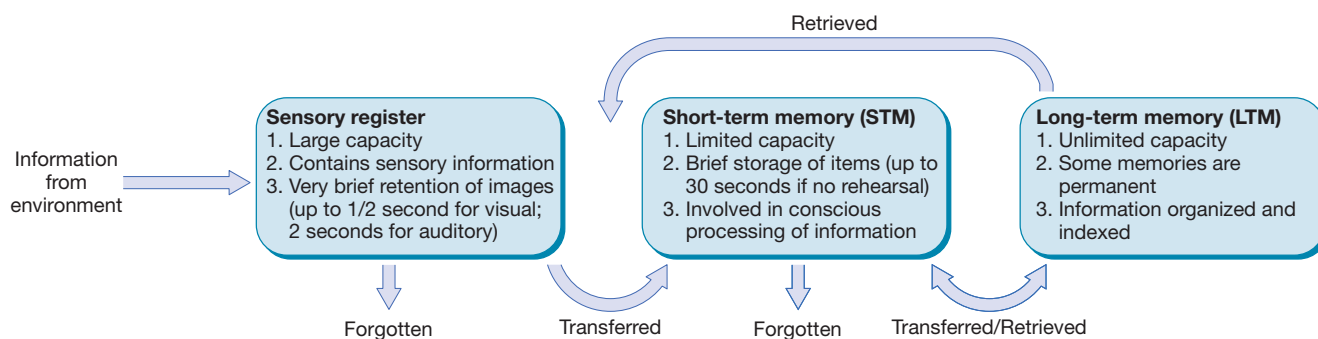 Retrieved
Information
from
environment
Sensory register
1. Large capacity
2. Contains sensory information
3. Very brief retention of images
(up to 1/2 second for visual;
2 seconds for auditory)
Short-term memory (STM)
1. Limited capacity
2. Brief storage of items (up to
30 seconds if no rehearsal)
3. Involved in conscious
processing of information
Long-term memory (LTM)
1. Unlimited capacity
2. Some memories are
permanent
3. Information organized and
indexed
Forgotten
Transferred
Forgotten
Transferred/Retrieved